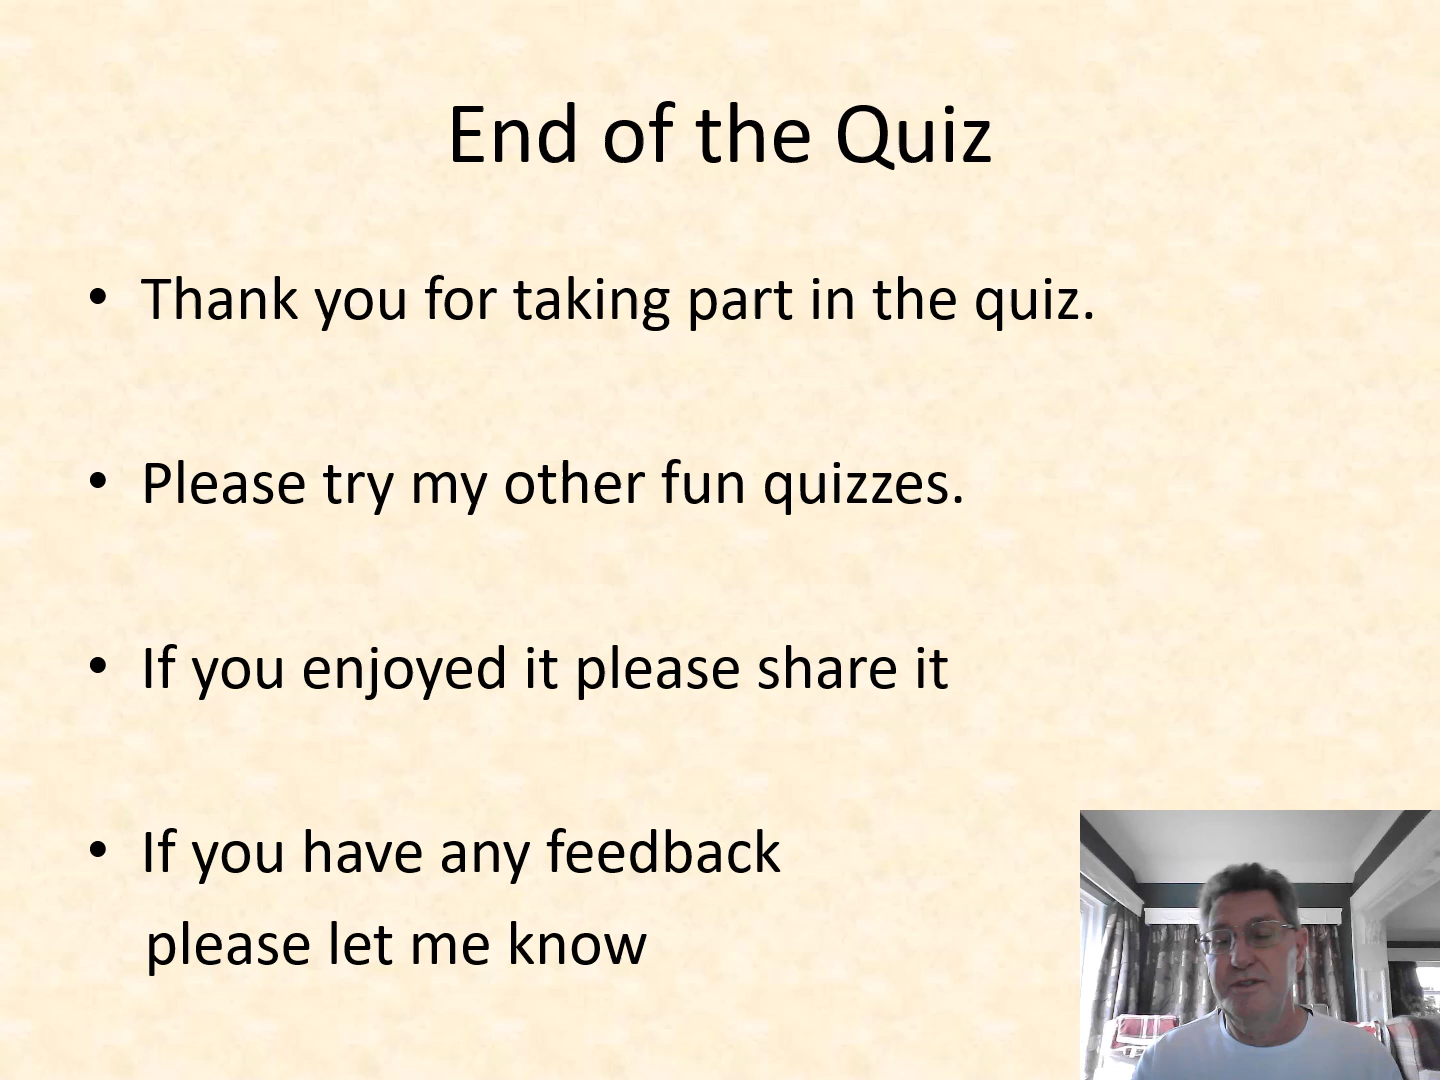 End of the Quiz
• Thank you for taking part in the quiz.
• Please try my other fun quizzes.
• If you enjoyed it please share it
• If you have any feedback
please let me know